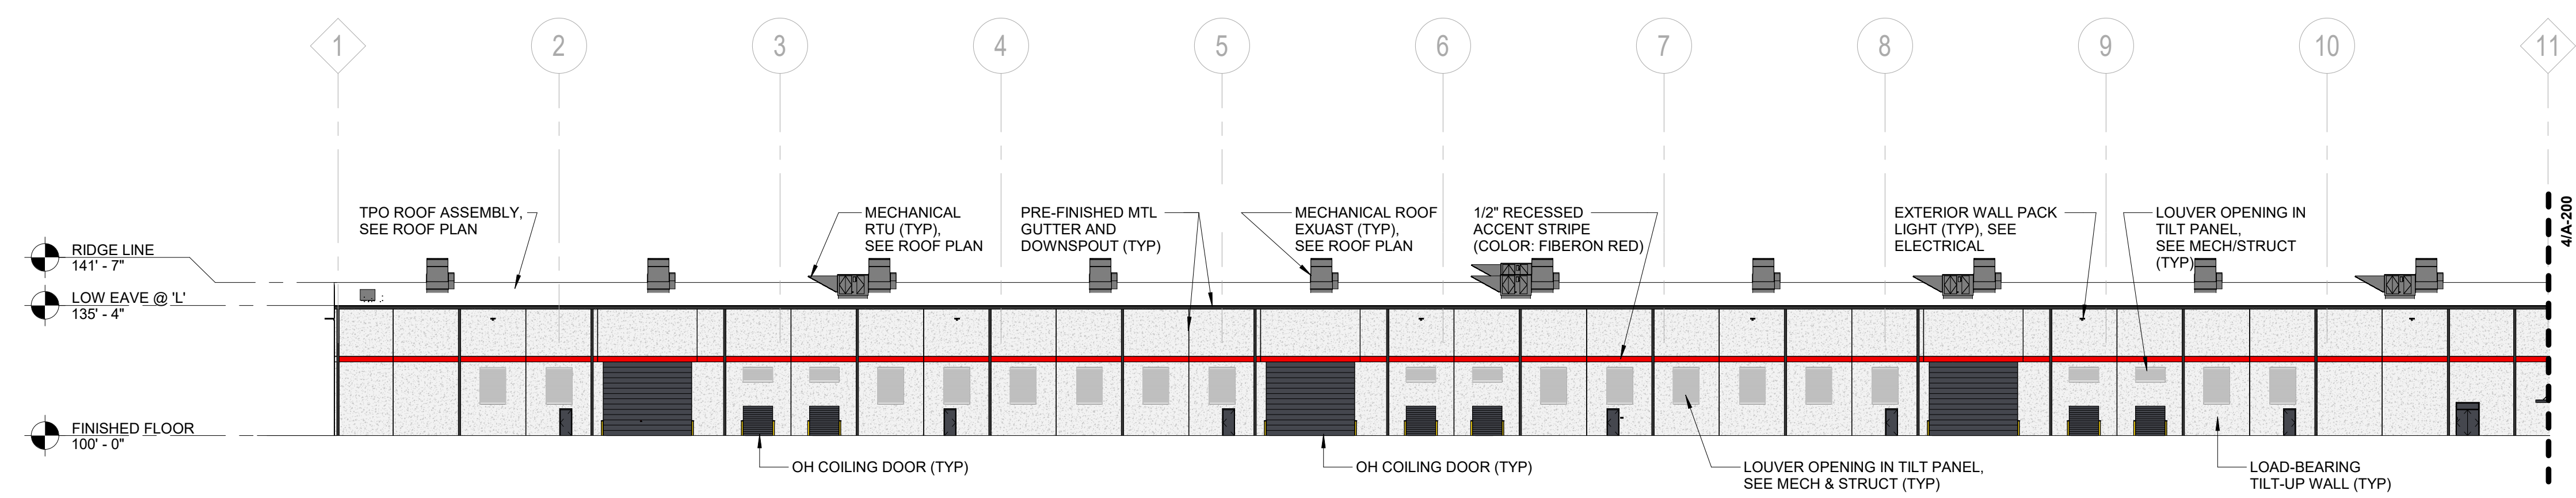 1
2
3
4
5
6
7
8
9
10
11
TPO ROOF ASSEMBLY,
SEE ROOF PLAN
MECHANICAL
RTU (TYP),
SEE ROOF PLAN
PRE-FINISHED MTL
GUTTER AND
DOWNSPOUT (TYP)
MECHANICAL ROOF
EXUAST (TYP),
SEE ROOF PLAN
1/2" RECESSED
ACCENT STRIPE
(COLOR: FIBERON RED)
EXTERIOR WALL PACK
LIGHT (TYP), SEE
ELECTRICAL
LOUVER OPENING IN
TILT PANEL,
SEE MECH/STRUCT
(TYP)
4/A-200
RIDGE LINE
141' - 7"
LOW EAVE @ 'L'
135' - 4"
FINISHED FLOOR
100' - 0"
OH COILING DOOR (TYP)
OH COILING DOOR (TYP)
LOUVER OPENING IN TILT PANEL,
SEE MECH & STRUCT (TYP)
LOAD-BEARING
TILT-UP WALL (TYP)